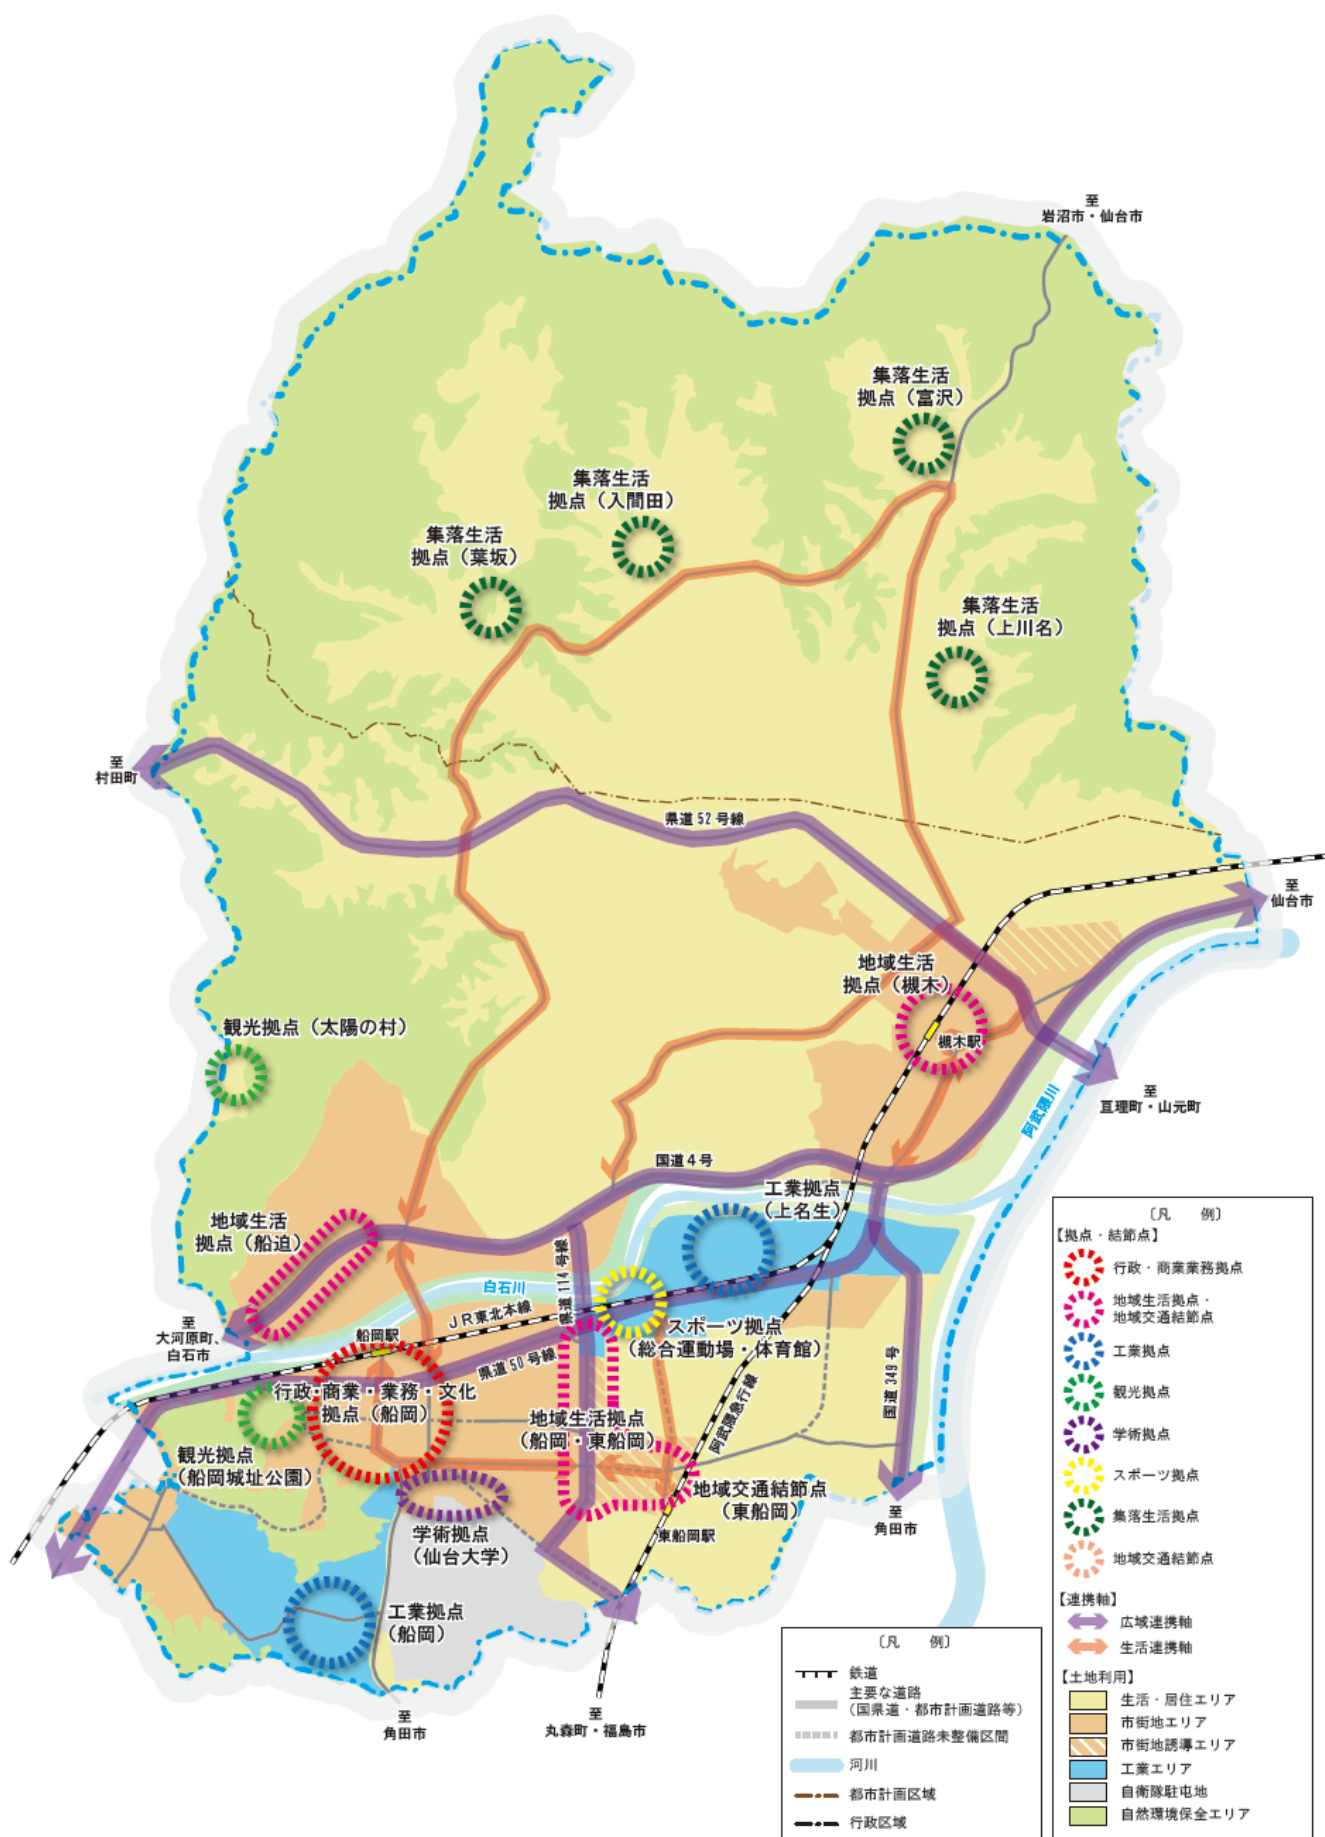 至
岩沼市・仙台市
集落生活
拠点（富沢）
集落生活
拠点（入間田）
集落生活
拠点（葉坂）
集落生活
拠点（上川名）
至
村田町
県道 52 号線
至
仙台市
地域生活
拠点（槻木）
槻木駅
観光拠点（太陽の村）
至
亘理町・山元町
阿武隈川
国道４号
工業拠点
（上名生）
地域生活
拠点（船迫）
県道 114 号線
白石川
ＪＲ東北本線
至
大河原町、
白石市
船岡駅
スポーツ拠点
（総合運動場・体育館）
県道 50 号線
行政・商業・業務・文化
拠点（船岡）
阿武隈急行線
国道 349 号
地域生活拠点
（船岡・東船岡）
観光拠点
（船岡城址公園）
地域交通結節点
（東船岡）
至
角田市
学術拠点
（仙台大学）
東船岡駅
工業拠点
（船岡）
至
角田市
至
丸森町・福島市
〔凡　例〕
鉄道
主要な道路
（国県道・都市計画道路等）
都市計画道路未整備区間
河川
都市計画区域
行政区域
〔凡　例〕
【拠点・結節点】
行政・商業業務拠点
地域生活拠点・
地域交通結節点
工業拠点
観光拠点
学術拠点
スポーツ拠点
集落生活拠点
地域交通結節点
【連携軸】
広域連携軸
生活連携軸
【土地利用】
生活・居住エリア
市街地エリア
市街地誘導エリア
工業エリア
自衛隊駐屯地
自然環境保全エリア